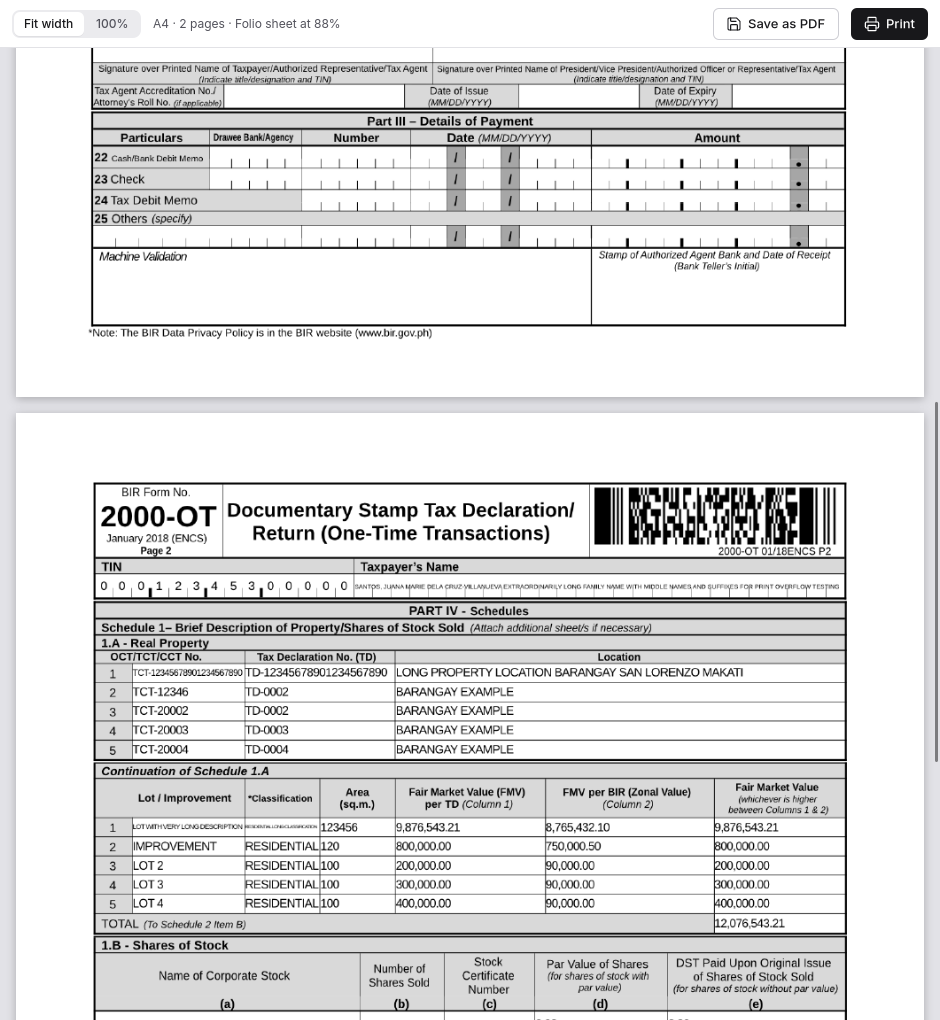 Fit width 100% A4 · 2 pages · Folio sheet at 88% Save as PDF Print
Signature over Printed Name of Taxpayer/Authorized Representative/Tax Agent Signature over Printed Name of President/Vice President/Authorized Officer or Representative/Tax Agent
(Indicate title/designation and TIN) (Indicate title/designation and TIN)
Tax Agent Accreditation No./ Date of Issue Date of Expiry
Attorney's Roll No. (if applicable) (MM/DD/YYYY) (MM/DD/YYYY)
Part III – Details of Payment
Particulars Drawee Bank/Agency Number Date (MM/DD/YYYY) Amount
22 Cash/Bank Debit Memo / / .
23 Check / / .
24 Tax Debit Memo / / .
25 Others (specify)
/ / .
Machine Validation Stamp of Authorized Agent Bank and Date of Receipt
(Bank Teller's Initial)
*Note: The BIR Data Privacy Policy is in the BIR website (www.bir.gov.ph)
BIR Form No.
2000-OT
January 2018 (ENCS)
Page 2
Documentary Stamp Tax Declaration/
Return (One-Time Transactions)
2000-OT 01/18ENCS P2
TIN Taxpayer's Name
0 0 0 1 2 3 4 5 3 0 0 0 0 0 SANTOS, JUANA MARIE DELA CRUZ-VILLANUEVA EXTRAORDINARILY LONG FAMILY NAME WITH MIDDLE NAMES AND SUFFIXES FOR PRINT OVERFLOW TESTING
PART IV - Schedules
Schedule 1– Brief Description of Property/Shares of Stock Sold (Attach additional sheet/s if necessary)
1.A - Real Property
OCT/TCT/CCT No. Tax Declaration No. (TD) Location
1 TCT-12345678901234567890 TD-12345678901234567890 LONG PROPERTY LOCATION BARANGAY SAN LORENZO MAKATI
2 TCT-12346 TD-0002 BARANGAY EXAMPLE
3 TCT-20002 TD-0002 BARANGAY EXAMPLE
4 TCT-20003 TD-0003 BARANGAY EXAMPLE
5 TCT-20004 TD-0004 BARANGAY EXAMPLE
Continuation of Schedule 1.A
Lot / Improvement *Classification Area (sq.m.) Fair Market Value (FMV) per TD (Column 1) FMV per BIR (Zonal Value) (Column 2) Fair Market Value (whichever is higher between Columns 1 & 2)
1 LOT WITH VERY LONG DESCRIPTION RESIDENTIAL LONG CLASSIFICATION 123456 9,876,543.21 8,765,432.10 9,876,543.21
2 IMPROVEMENT RESIDENTIAL 120 800,000.00 750,000.50 800,000.00
3 LOT 2 RESIDENTIAL 100 200,000.00 90,000.00 200,000.00
4 LOT 3 RESIDENTIAL 100 300,000.00 90,000.00 300,000.00
5 LOT 4 RESIDENTIAL 100 400,000.00 90,000.00 400,000.00
TOTAL (To Schedule 2 Item B) 12,076,543.21
1.B - Shares of Stock
Name of Corporate Stock Number of Shares Sold Stock Certificate Number Par Value of Shares (for shares of stock with par value) DST Paid Upon Original Issue of Shares of Stock Sold (for shares of stock without par value)
(a) (b) (c) (d) (e)